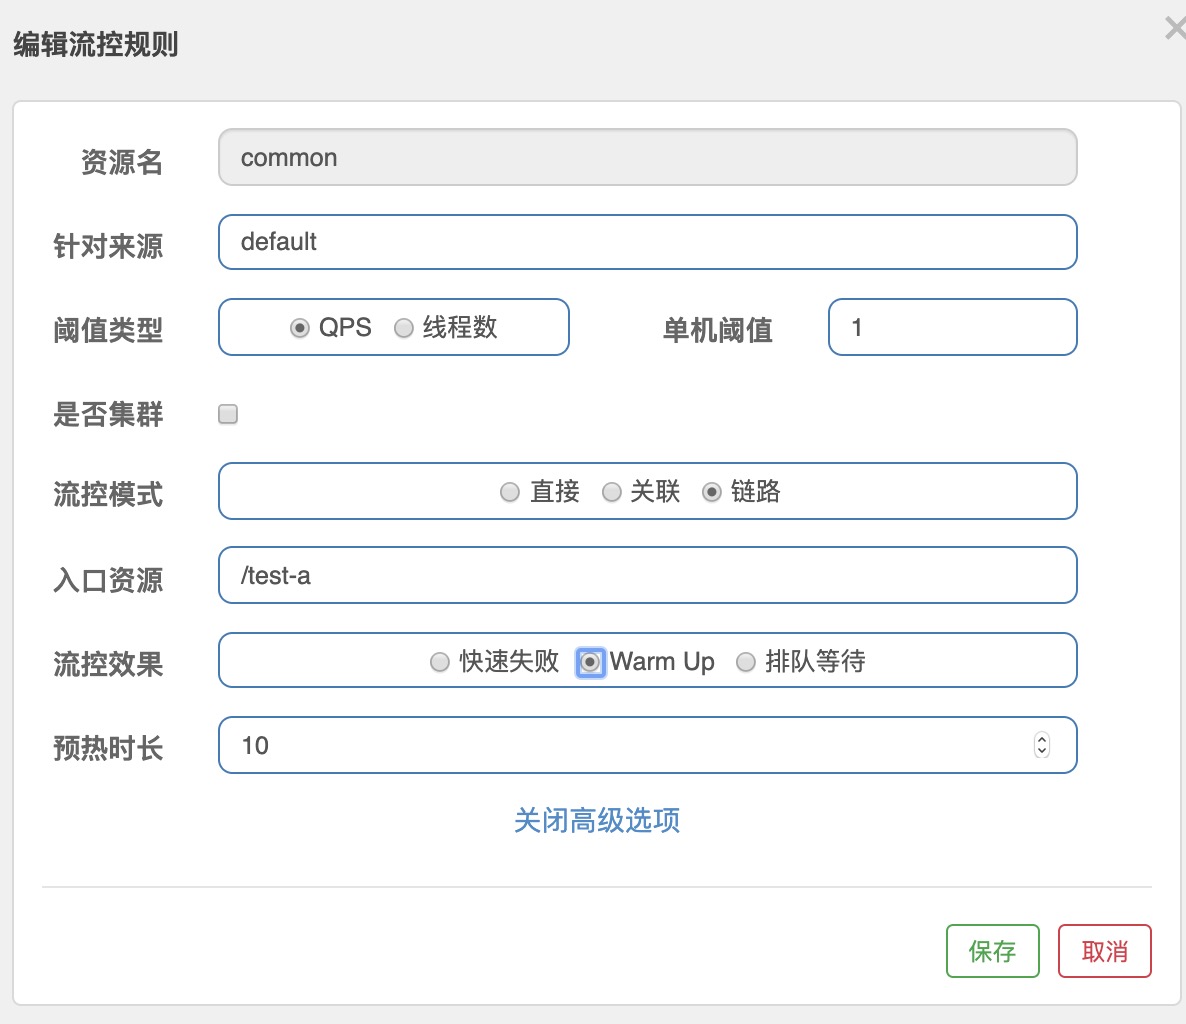 编辑流控规则
资源名 common
针对来源 default
阈值类型 QPS 线程数 单机阈值 1
是否集群
流控模式 直接 关联 链路
入口资源 /test-a
流控效果 快速失败 Warm Up 排队等待
预热时长 10
关闭高级选项
保存 取消